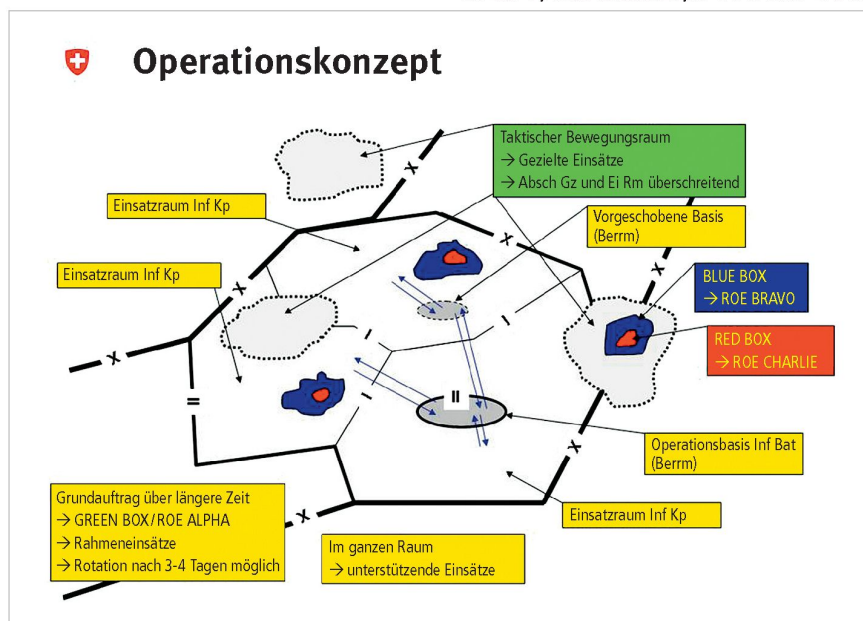 Operationskonzept
Taktischer Bewegungsraum
→ Gezielte Einsätze
→ Absch Gz und Ei Rm überschreitend
Einsatzraum Inf Kp
Vorgeschobene Basis
(Berrm)
Einsatzraum Inf Kp
BLUE BOX
→ ROE BRAVO
RED BOX
→ ROE CHARLIE
Operationsbasis Inf Bat
(Berrm)
Grundauftrag über längere Zeit
→ GREEN BOX/ROE ALPHA
→ Rahmeneinsätze
→ Rotation nach 3-4 Tagen möglich
Einsatzraum Inf Kp
Im ganzen Raum
→ unterstützende Einsätze
X
X
X
X
X
X
X
I
I
I
II
II